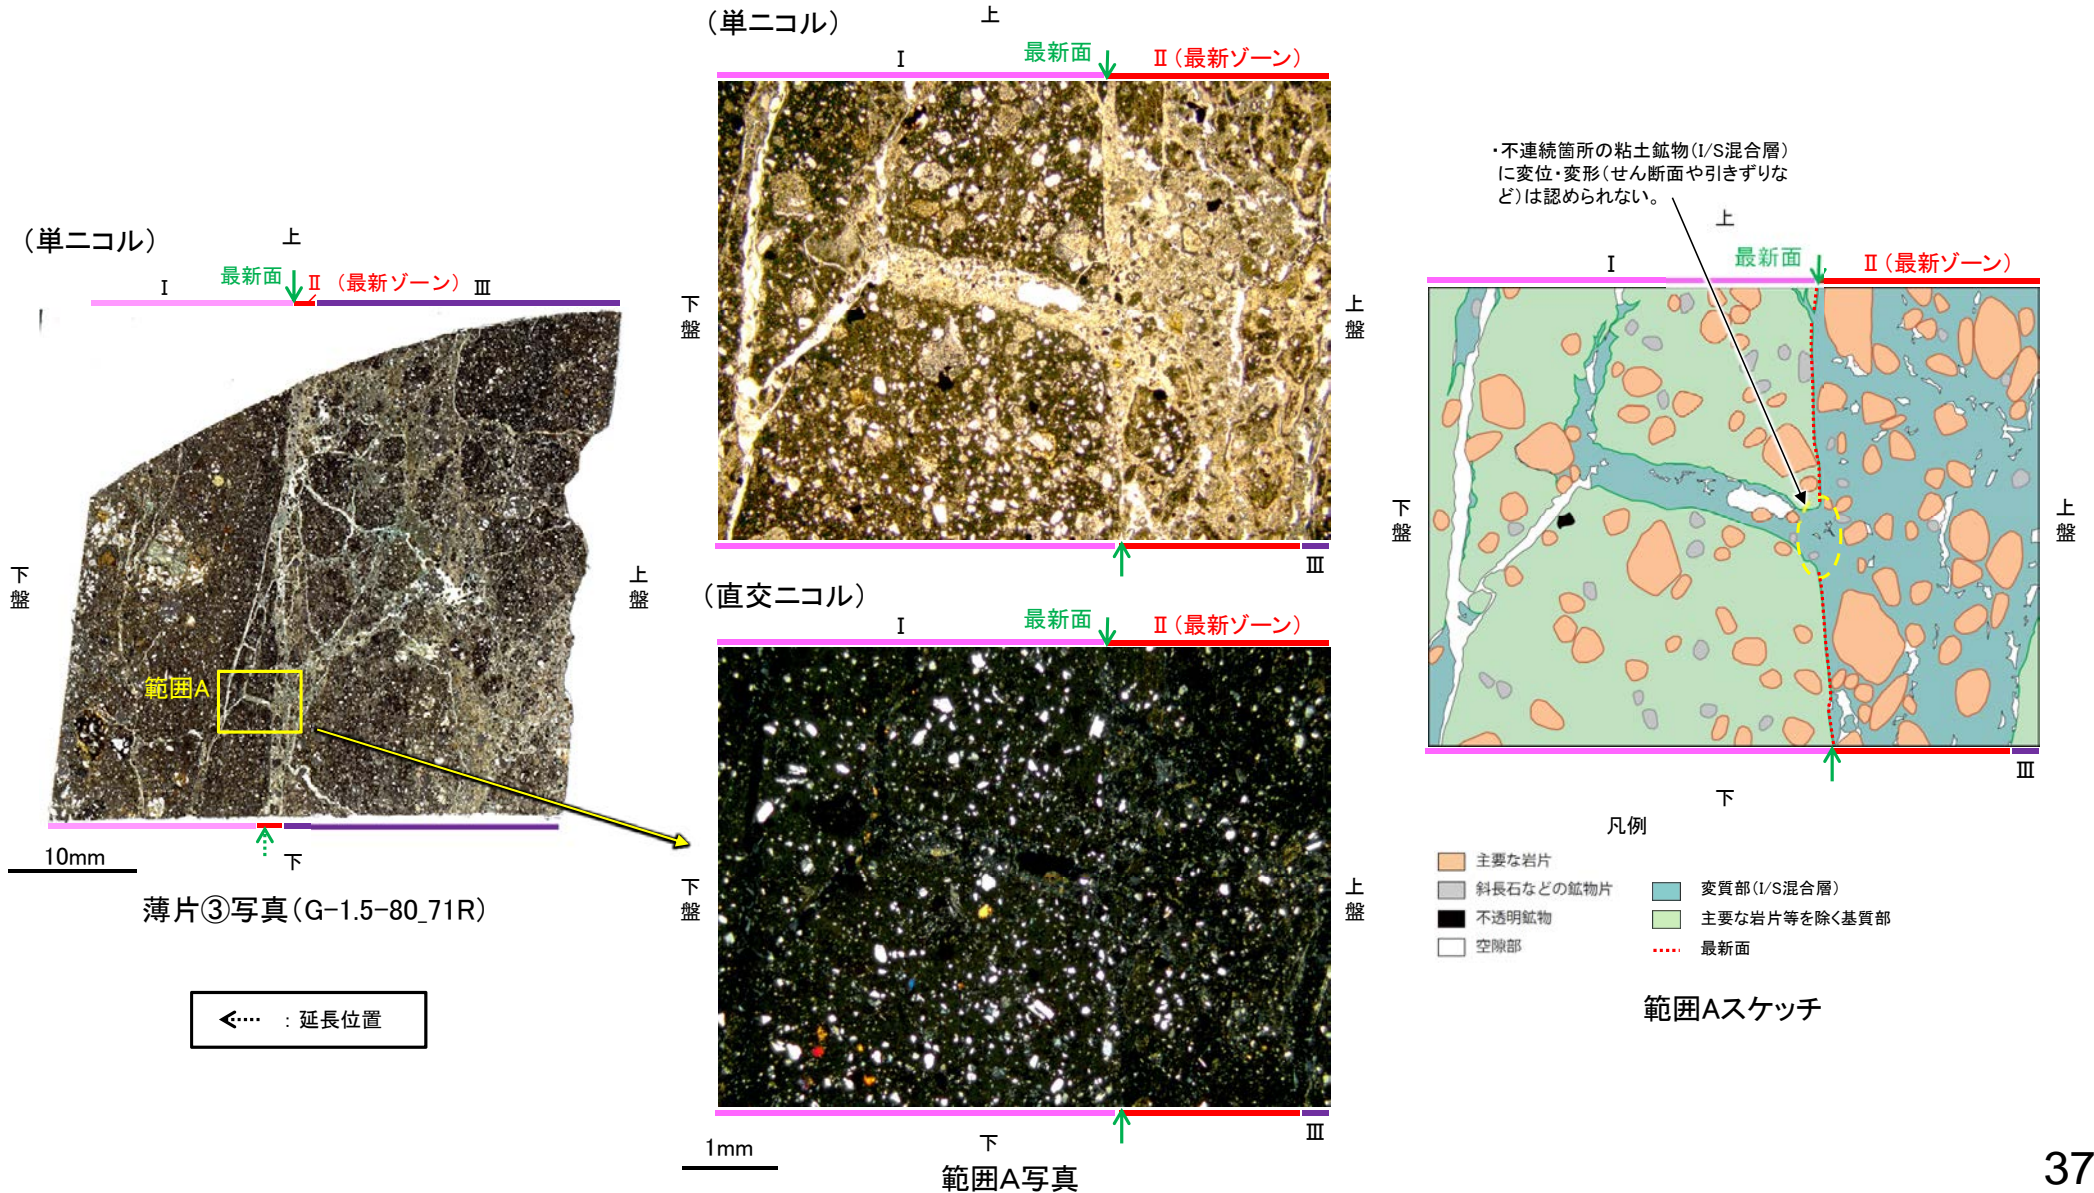 (単ニコル)
上
最新面
Ⅰ
Ⅱ
(最新ゾーン)
Ⅲ
下盤
上盤
範囲A
10mm
下
薄片③写真(G-1.5-80_71R)
:延長位置
(単ニコル)
上
Ⅰ
最新面
Ⅱ(最新ゾーン)
下盤
上盤
Ⅲ
(直交ニコル)
Ⅰ
最新面
Ⅱ(最新ゾーン)
下盤
上盤
Ⅲ
1mm
下
範囲A写真
・不連続箇所の粘土鉱物(I/S混合層)
に変位・変形(せん断面や引きずりな
ど)は認められない。
上
Ⅰ
最新面
Ⅱ(最新ゾーン)
下盤
上盤
Ⅲ
下
凡例
主要な岩片
斜長石などの鉱物片
不透明鉱物
空隙部
変質部(I/S混合層)
主要な岩片等を除く基質部
最新面
範囲Aスケッチ
37